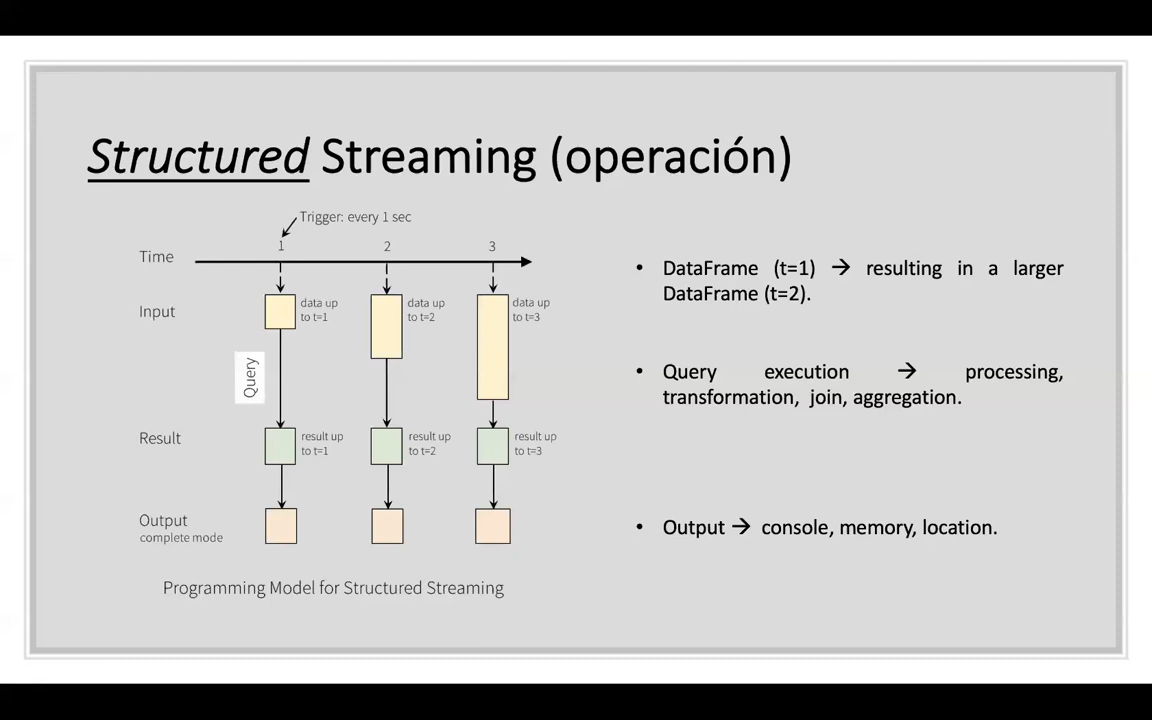 Structured Streaming (operación)
Trigger: every 1 sec
1 2 3
Time
Input
data up
to t=1
data up
to t=2
data up
to t=3
Query
Result
result up
to t=1
result up
to t=2
result up
to t=3
Output
complete mode
Programming Model for Structured Streaming
• DataFrame (t=1) → resulting in a larger
DataFrame (t=2).
• Query execution → processing,
transformation, join, aggregation.
• Output → console, memory, location.